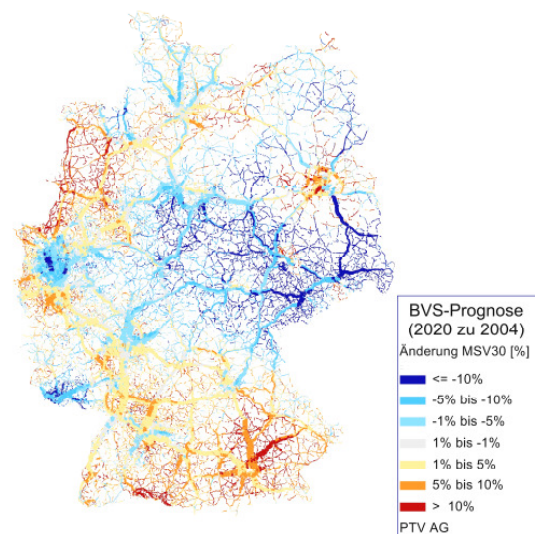 BVS-Prognose
(2020 zu 2004)
Änderung MSV30 [%]
<= -10%
-5% bis -10%
-1% bis -5%
1% bis -1%
1% bis 5%
5% bis 10%
> 10%
PTV AG